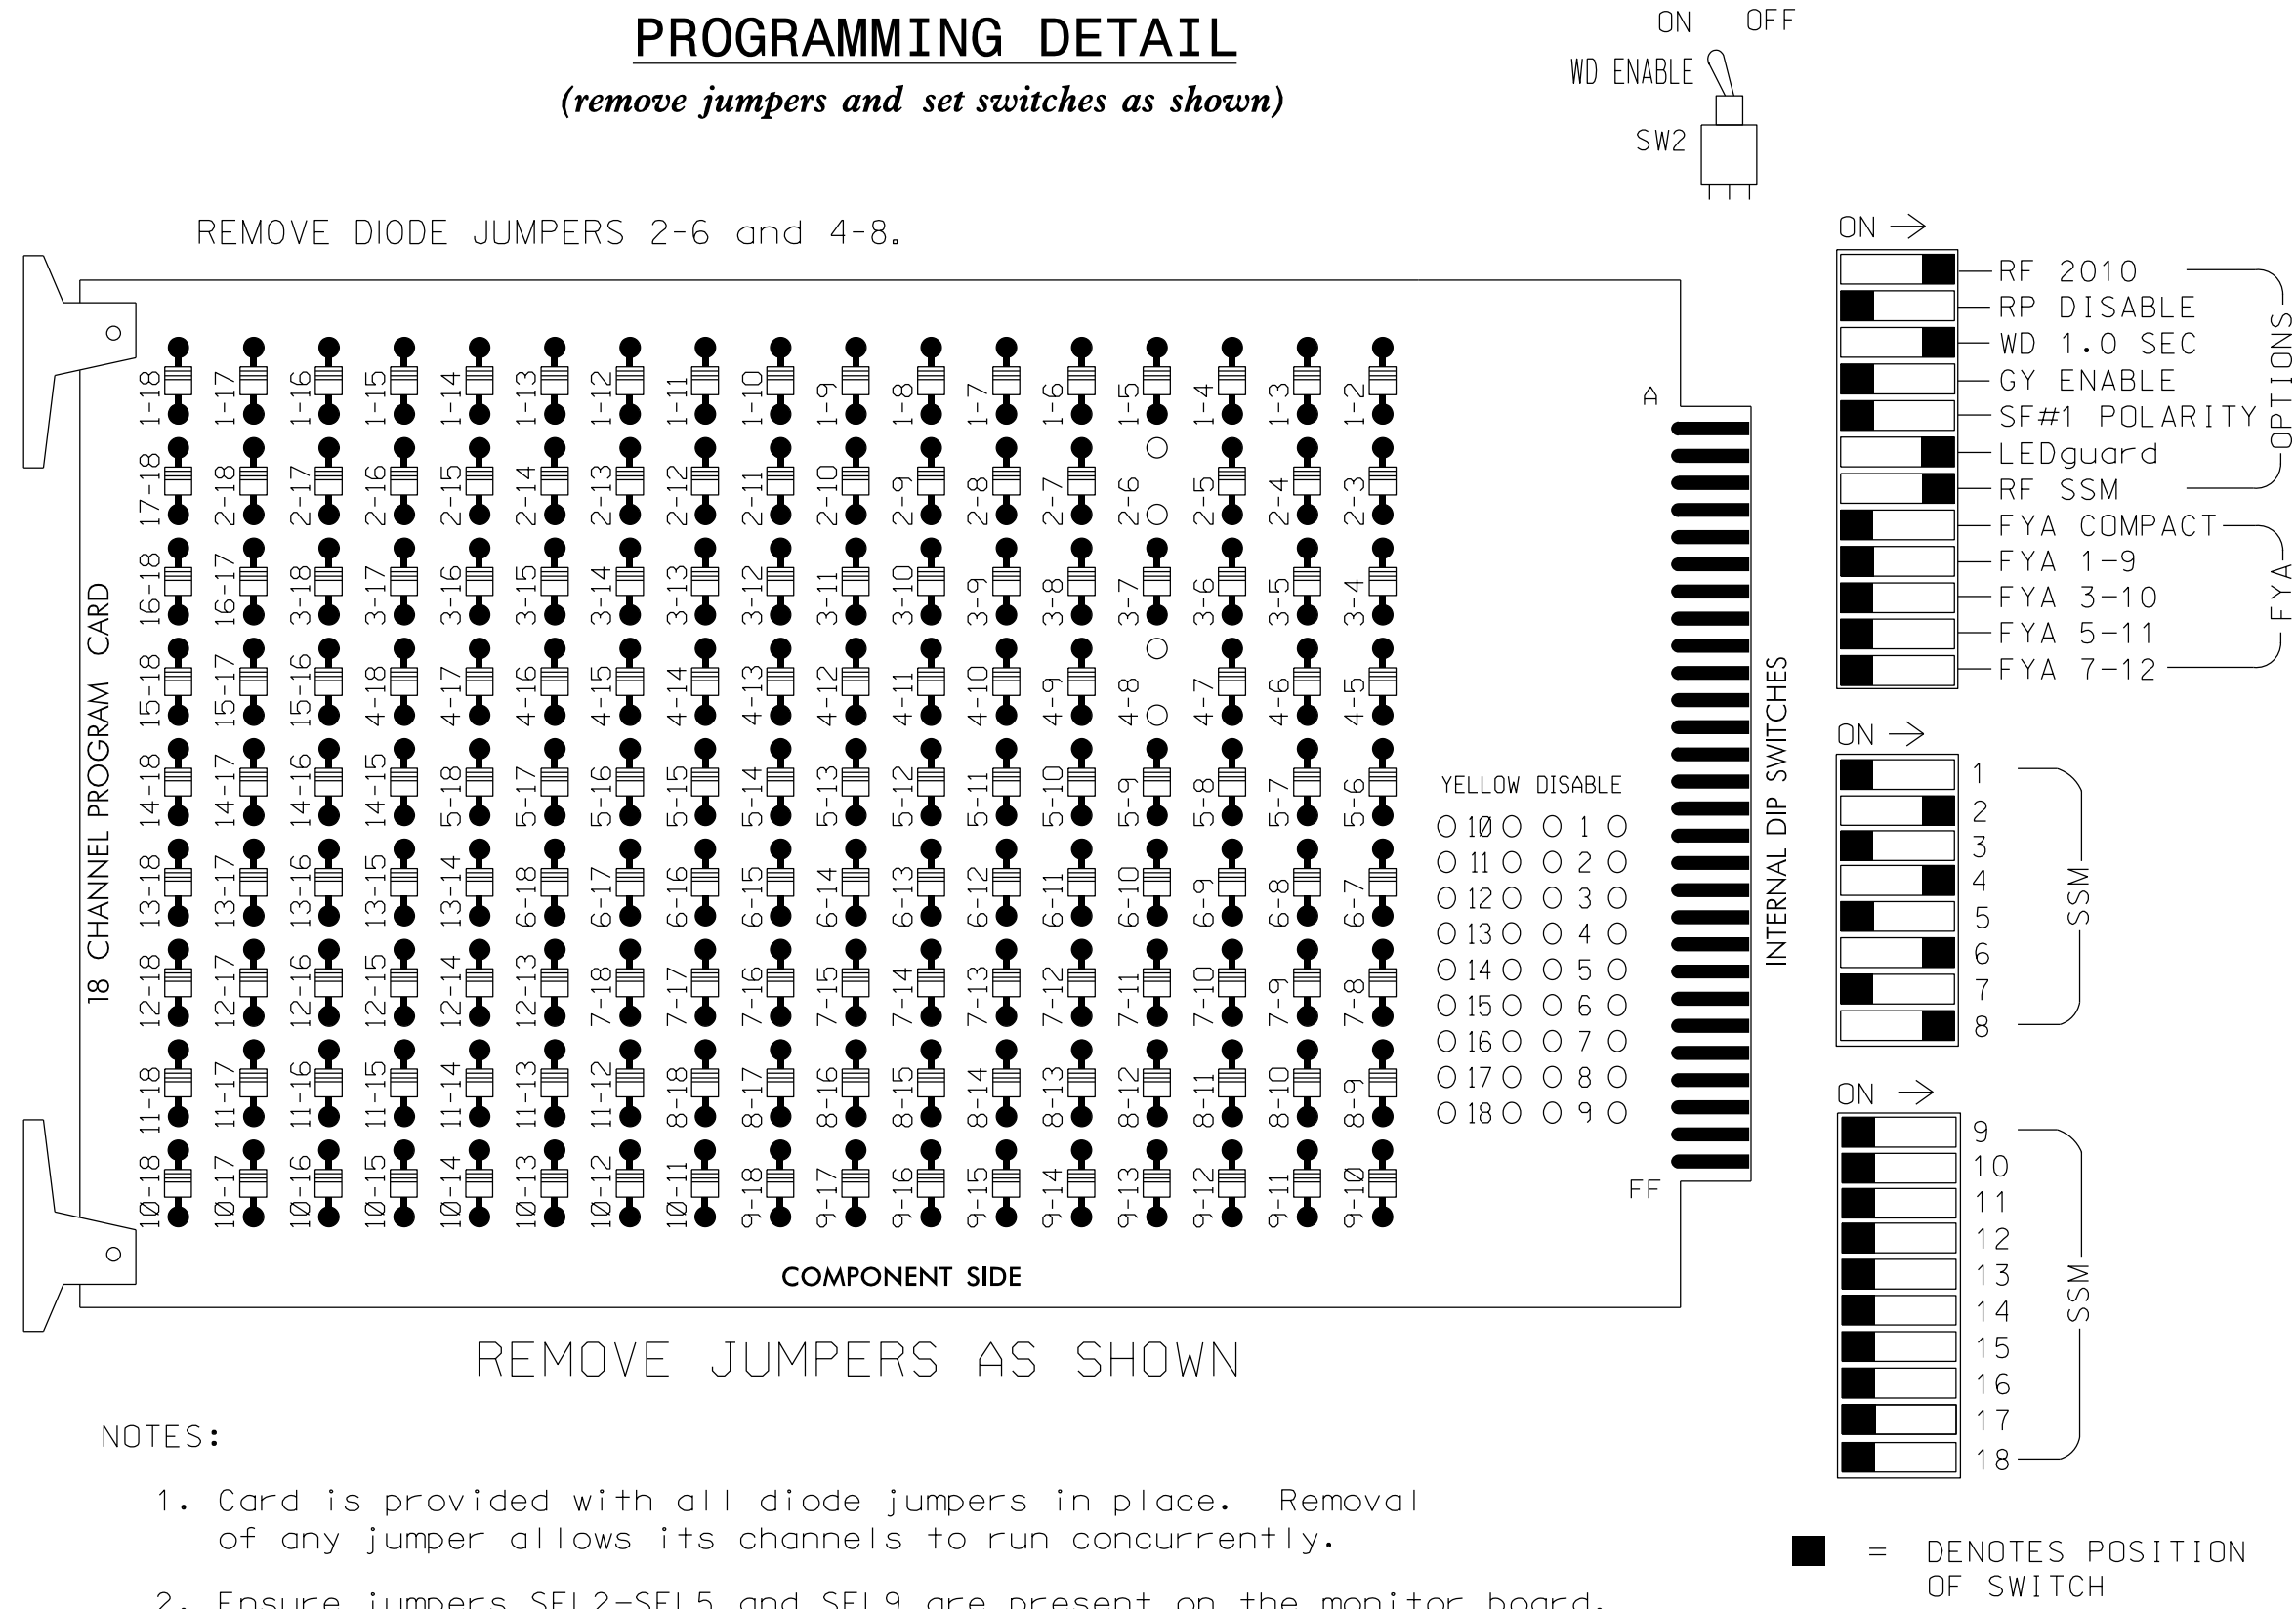 PROGRAMMING DETAIL
(remove jumpers and set switches as shown)
ON OFF
WD ENABLE
SW2
REMOVE DIODE JUMPERS 2-6 and 4-8.
18 CHANNEL PROGRAM CARD
1-18 1-17 1-16 1-15 1-14 1-13 1-12 1-11 1-10 1-9 1-8 1-7 1-6 1-5 1-4 1-3 1-2
17-18 2-18 2-17 2-16 2-15 2-14 2-13 2-12 2-11 2-10 2-9 2-8 2-7 2-6 2-5 2-4 2-3
16-18 16-17 3-18 3-17 3-16 3-15 3-14 3-13 3-12 3-11 3-10 3-9 3-8 3-7 3-6 3-5 3-4
15-18 15-17 15-16 4-18 4-17 4-16 4-15 4-14 4-13 4-12 4-11 4-10 4-9 4-8 4-7 4-6 4-5
14-18 14-17 14-16 14-15 5-18 5-17 5-16 5-15 5-14 5-13 5-12 5-11 5-10 5-9 5-8 5-7 5-6
13-18 13-17 13-16 13-15 13-14 6-18 6-17 6-16 6-15 6-14 6-13 6-12 6-11 6-10 6-9 6-8 6-7
12-18 12-17 12-16 12-15 12-14 12-13 7-18 7-17 7-16 7-15 7-14 7-13 7-12 7-11 7-10 7-9 7-8
11-18 11-17 11-16 11-15 11-14 11-13 11-12 8-18 8-17 8-16 8-15 8-14 8-13 8-12 8-11 8-10 8-9
10-18 10-17 10-16 10-15 10-14 10-13 10-12 10-11 9-18 9-17 9-16 9-15 9-14 9-13 9-12 9-11 9-10
YELLOW DISABLE
10 1
11 2
12 3
13 4
14 5
15 6
16 7
17 8
18 9
A
FF
COMPONENT SIDE
INTERNAL DIP SWITCHES
ON →
RF 2010
RP DISABLE
WD 1.0 SEC
GY ENABLE
SF#1 POLARITY
LEDguard
RF SSM
OPTIONS
FYA COMPACT
FYA 1-9
FYA 3-10
FYA 5-11
FYA 7-12
FYA
ON →
1
2
3
4
5
6
7
8
SSM
ON →
9
10
11
12
13
14
15
16
17
18
SSM
REMOVE JUMPERS AS SHOWN
NOTES:
1. Card is provided with all diode jumpers in place. Removal
of any jumper allows its channels to run concurrently.
2. Ensure jumpers SEL2-SEL5 and SEL9 are present on the monitor board.
= DENOTES POSITION
OF SWITCH